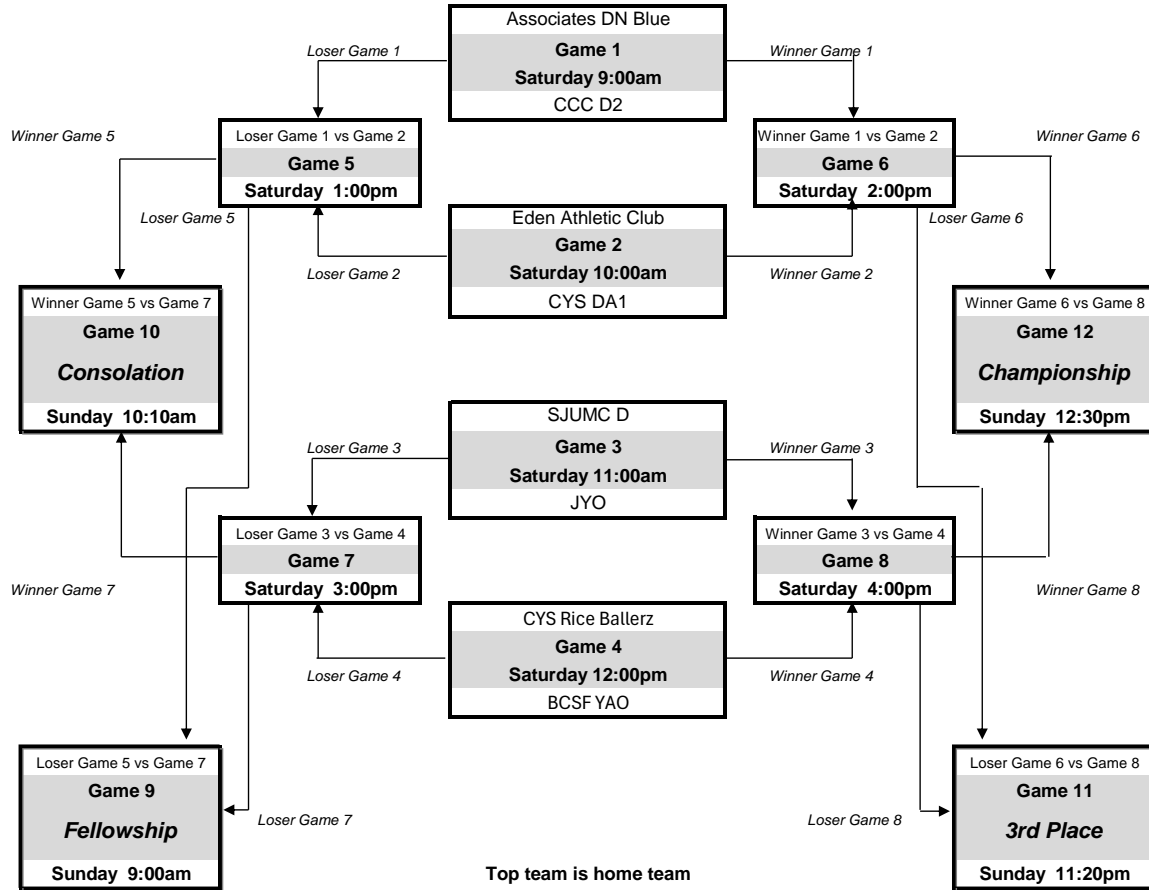 Associates DN Blue
Loser Game 1
Game 1
Winner Game 1
Saturday 9:00am
CCC D2
Winner Game 5
Loser Game 1 vs Game 2
Winner Game 1 vs Game 2
Winner Game 6
Game 5
Game 6
Saturday  1:00pm
Saturday  2:00pm
Loser Game 5
Eden Athletic Club
Loser Game 6
Game 2
Loser Game 2
Saturday 10:00am
Winner Game 2
CYS DA1
Winner Game 5 vs Game 7
Winner Game 6 vs Game 8
Game 10
Game 12
Consolation
Championship
Sunday  10:10am
Sunday  12:30pm
SJUMC D
Loser Game 3
Game 3
Winner Game 3
Saturday 11:00am
JYO
Loser Game 3 vs Game 4
Winner Game 3 vs Game 4
Game 7
Game 8
Winner Game 7
Saturday  3:00pm
Saturday  4:00pm
Winner Game 8
CYS Rice Ballerz
Game 4
Loser Game 4
Saturday 12:00pm
Winner Game 4
BCSF YAO
Loser Game 5 vs Game 7
Loser Game 6 vs Game 8
Game 9
Game 11
Loser Game 7
Loser Game 8
Fellowship
3rd Place
Sunday  9:00am
Top team is home team
Sunday  11:20pm